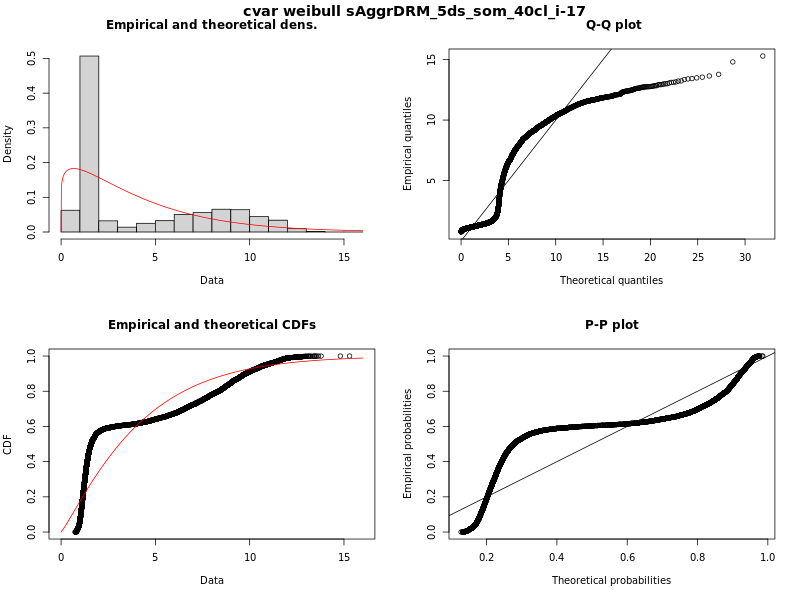 cvar weibull sAggrDRM_5ds_som_40cl_i-17
Empirical and theoretical dens.
Density
0.0 0.1 0.2 0.3 0.4 0.5
0 5 10 15
Data
Q-Q plot
Empirical quantiles
5 10 15
0 5 10 15 20 25 30
Theoretical quantiles
Empirical and theoretical CDFs
CDF
0.0 0.2 0.4 0.6 0.8 1.0
0 5 10 15
Data
P-P plot
Empirical probabilities
0.0 0.2 0.4 0.6 0.8 1.0
0.2 0.4 0.6 0.8 1.0
Theoretical probabilities